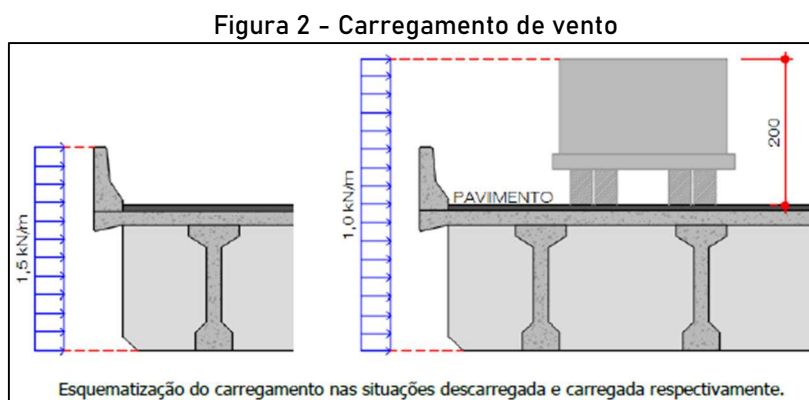 Figura 2 - Carregamento de vento
1,5 kN/m
1,0 kN/m
200
PAVIMENTO
Esquematização do carregamento nas situações descarregada e carregada respectivamente.